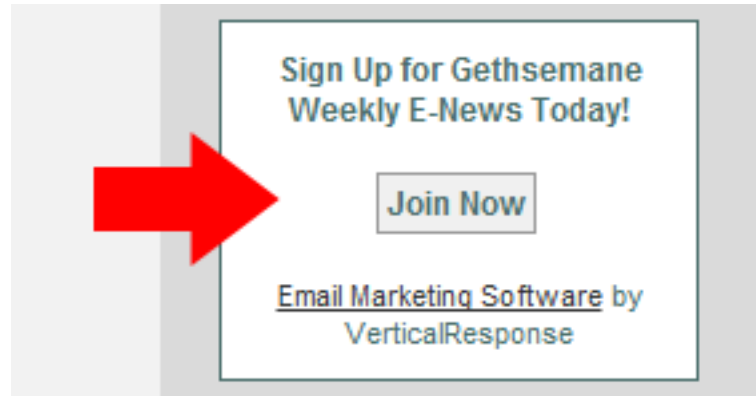 Sign Up for Gethsemane
Weekly E-News Today!
Join Now
Email Marketing Software by
VerticalResponse